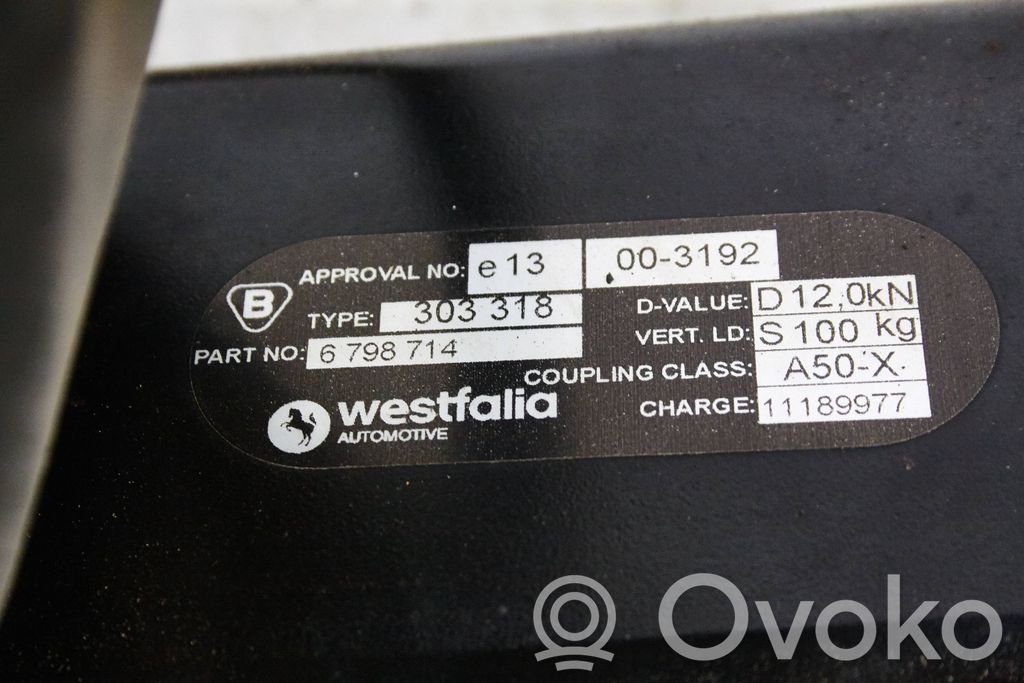 APPROVAL NO: e 13 00-3192
B
TYPE: 303 318
D-VALUE: D 12,0kN
PART NO: 6 798 714
VERT. LD: S 100 kg
COUPLING CLASS: A50-X
westfalia
AUTOMOTIVE
CHARGE: 11189977
Ovoko